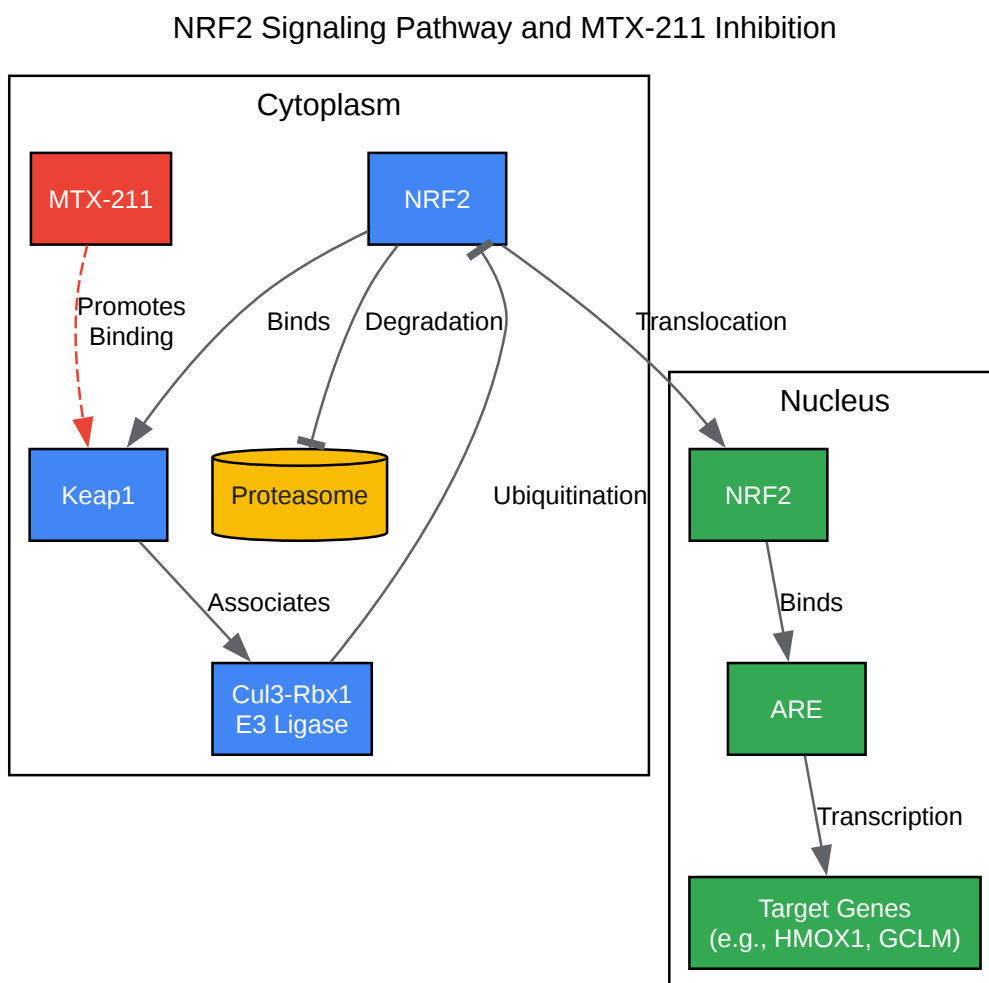 NRF2 Signaling Pathway and MTX-211 Inhibition
Cytoplasm
MTX-211
NRF2
Promotes
Binding
Binds
Degradation
Translocation
Nucleus
Keap1
Proteasome
Ubiquitination
NRF2
Associates
Binds
Cul3-Rbx1
E3 Ligase
ARE
Transcription
Target Genes
(e.g., HMOX1, GCLM)